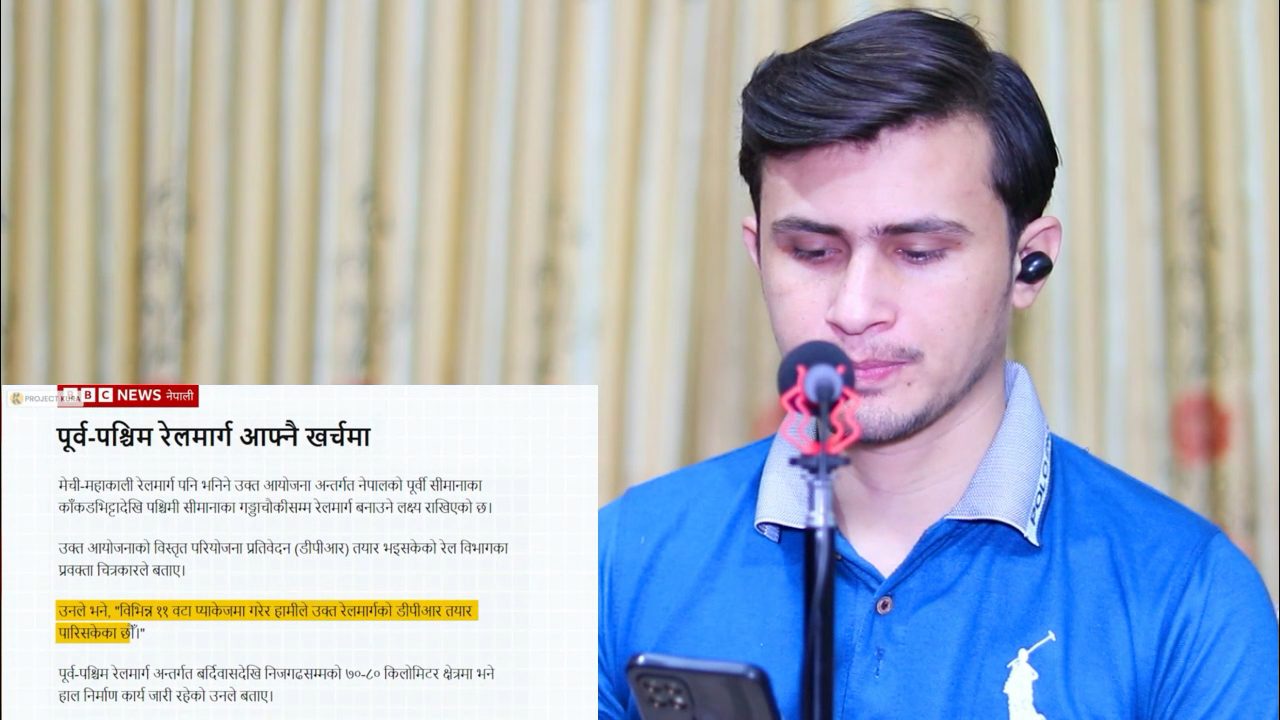 PROJECT KURA
BBC NEWS नेपाली
पूर्व-पश्चिम रेलमार्ग आफ्नै खर्चमा
मेची-महाकाली रेलमार्ग पनि भनिने उक्त आयोजना अन्तर्गत नेपालको पूर्वी सीमानाका
काँकडभिट्टादेखि पश्चिमी सीमानाका गड्डाचौकीसम्म रेलमार्ग बनाउने लक्ष्य राखिएको छ।
उक्त आयोजनाको विस्तृत परियोजना प्रतिवेदन (डीपीआर) तयार भइसकेको रेल विभागका
प्रवक्ता चित्रकारले बताए।
उनले भने, "विभिन्न ११ वटा प्याकेजमा गरेर हामीले उक्त रेलमार्गको डीपीआर तयार
पारिसकेका छौँ।"
पूर्व-पश्चिम रेलमार्ग अन्तर्गत बर्दिवासदेखि निजगढसम्मको ७०-८० किलोमिटर क्षेत्रमा भने
हाल निर्माण कार्य जारी रहेको उनले बताए।
POLO